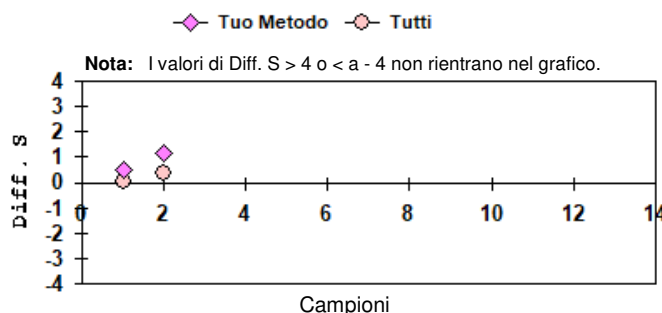 Tuo Metodo Tutti
Nota: I valori di Diff. S > 4 o < a - 4 non rientrano nel grafico.
4
3
2
1
0
-1
0 2 4 6 8 10 12 14
-2
-3
-4
Diff. S
Campioni